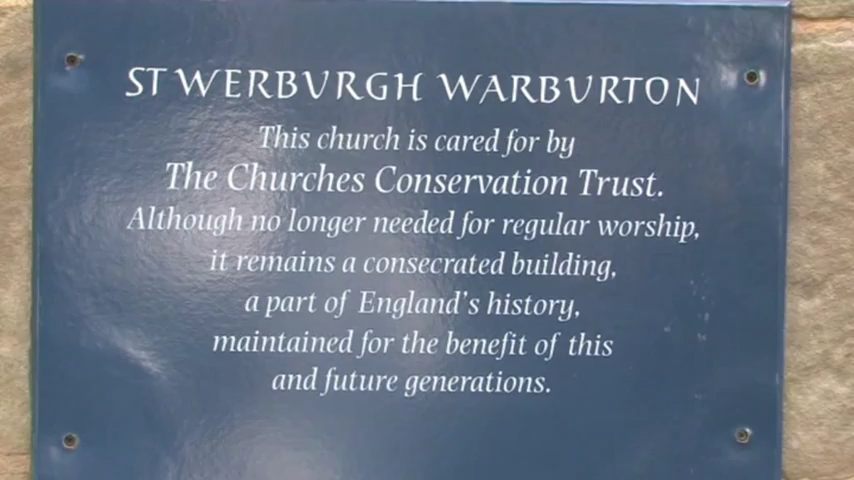 ST WERBURGH WARBURTON
This church is cared for by
The Churches Conservation Trust.
Although no longer needed for regular worship,
it remains a consecrated building,
a part of England's history,
maintained for the benefit of this
and future generations.